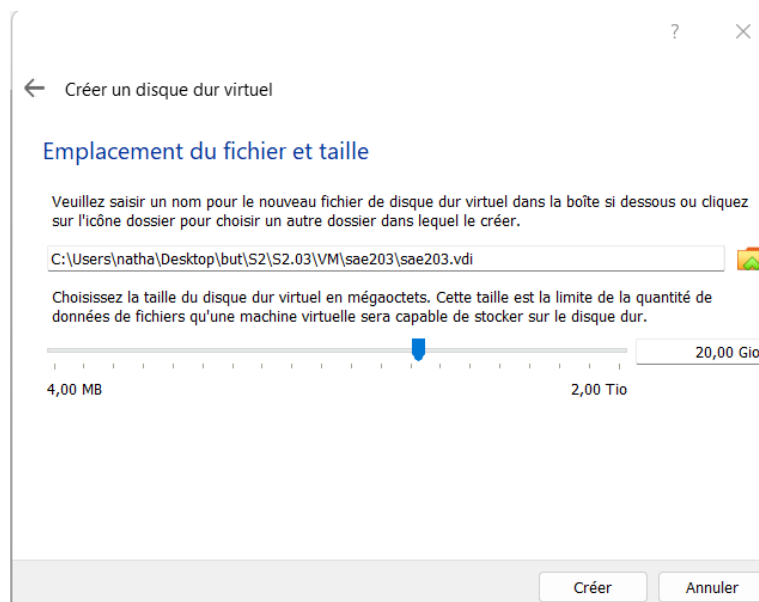 ?
Créer un disque dur virtuel
Emplacement du fichier et taille
Veuillez saisir un nom pour le nouveau fichier de disque dur virtuel dans la boîte si dessous ou cliquez
sur l'icône dossier pour choisir un autre dossier dans lequel le créer.
C:\Users\natha\Desktop\but\S2\S2.03\VM\sae203\sae203.vdi
Choisissez la taille du disque dur virtuel en mégaoctets. Cette taille est la limite de la quantité de
données de fichiers qu'une machine virtuelle sera capable de stocker sur le disque dur.
20,00 Gio
4,00 MB 2,00 Tio
Créer Annuler